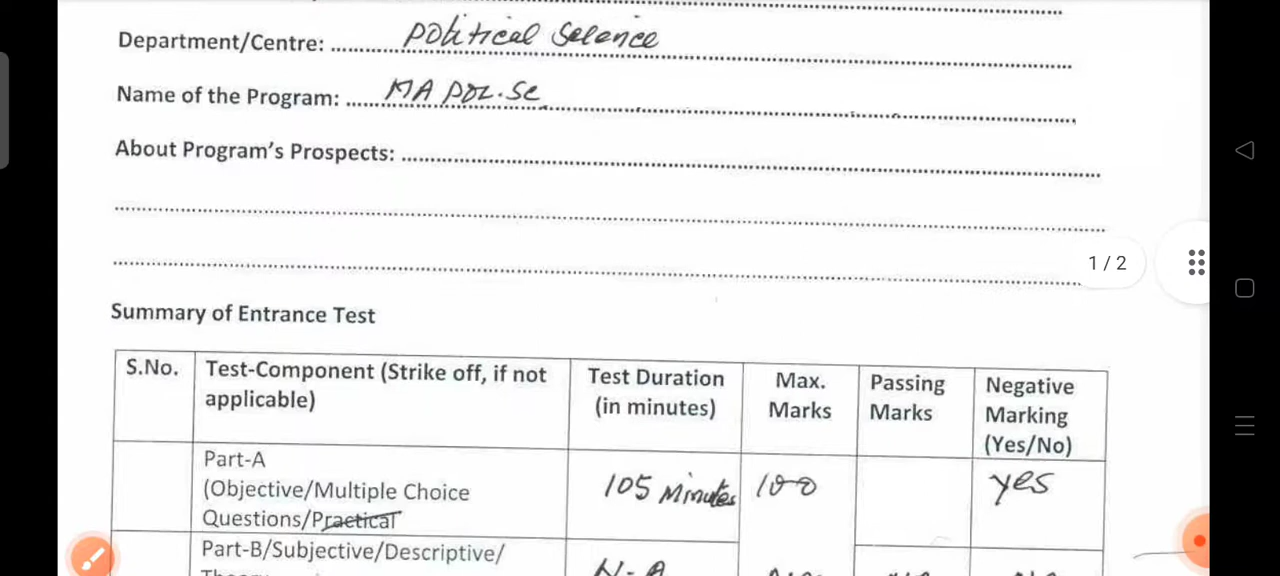 Department/Centre: Political Science
Name of the Program: MA Pol. Sc
About Program's Prospects:
1 / 2
Summary of Entrance Test
S.No. Test-Component (Strike off, if not applicable) Test Duration (in minutes) Max. Marks Passing Marks Negative Marking (Yes/No)
Part-A
(Objective/Multiple Choice 105 Minutes 100 yes
Questions/Practical
Part-B/Subjective/Descriptive/
N-A